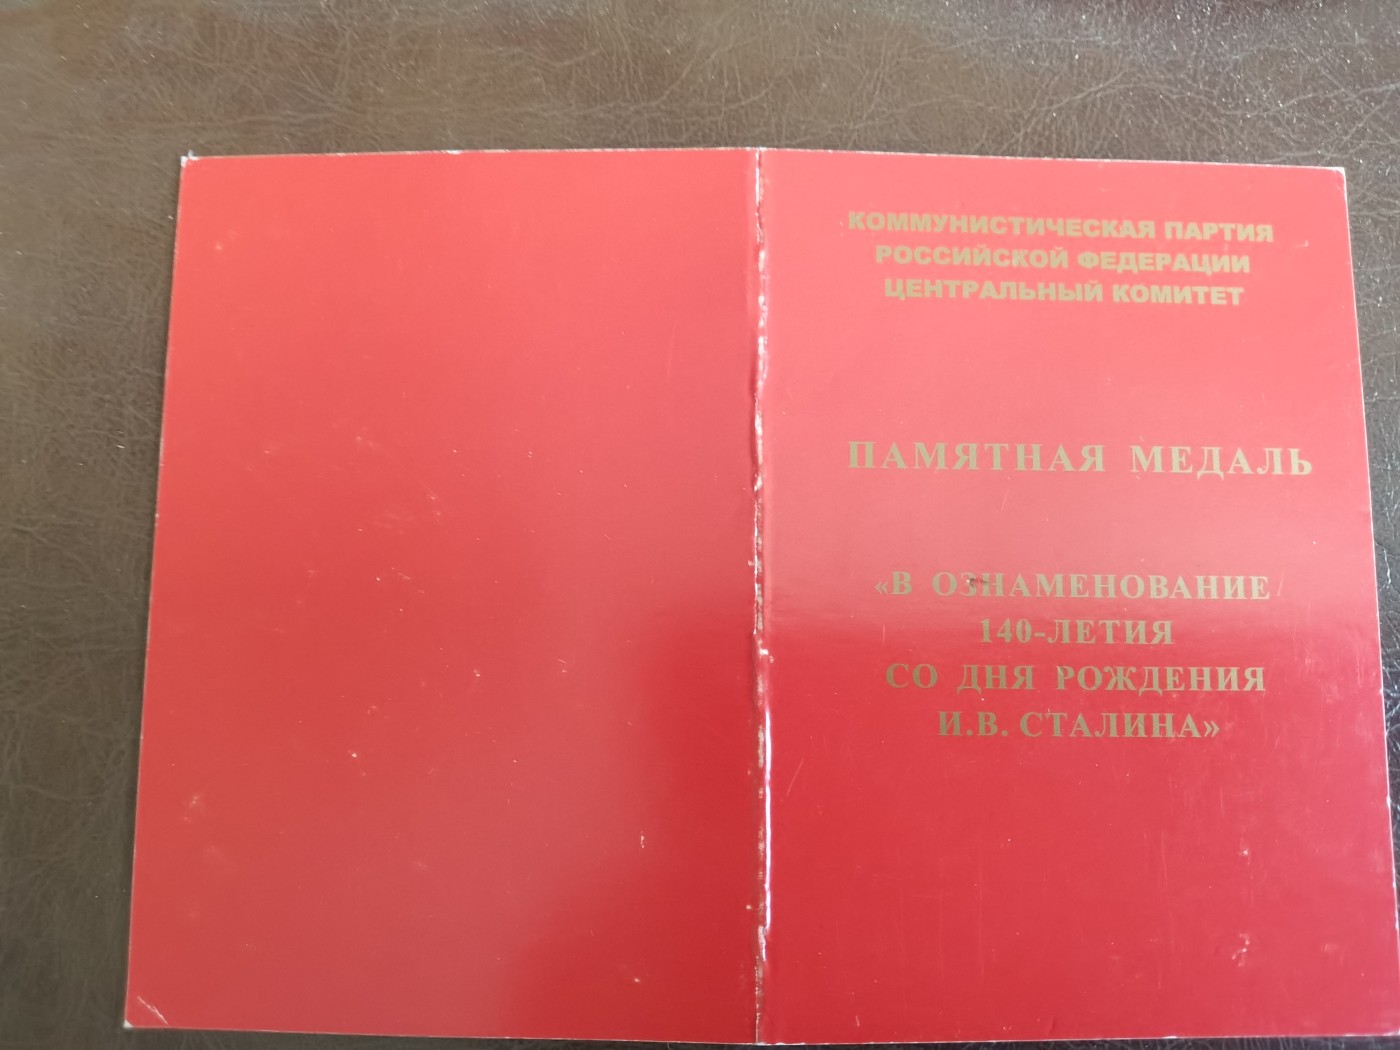 КОММУНИСТИЧЕСКАЯ ПАРТИЯ
РОССИЙСКОЙ ФЕДЕРАЦИИ
ЦЕНТРАЛЬНЫЙ КОМИТЕТ
ПАМЯТНАЯ МЕДАЛЬ
«В ОЗНАМЕНОВАНИЕ
140-ЛЕТИЯ
СО ДНЯ РОЖДЕНИЯ
И.В. СТАЛИНА»